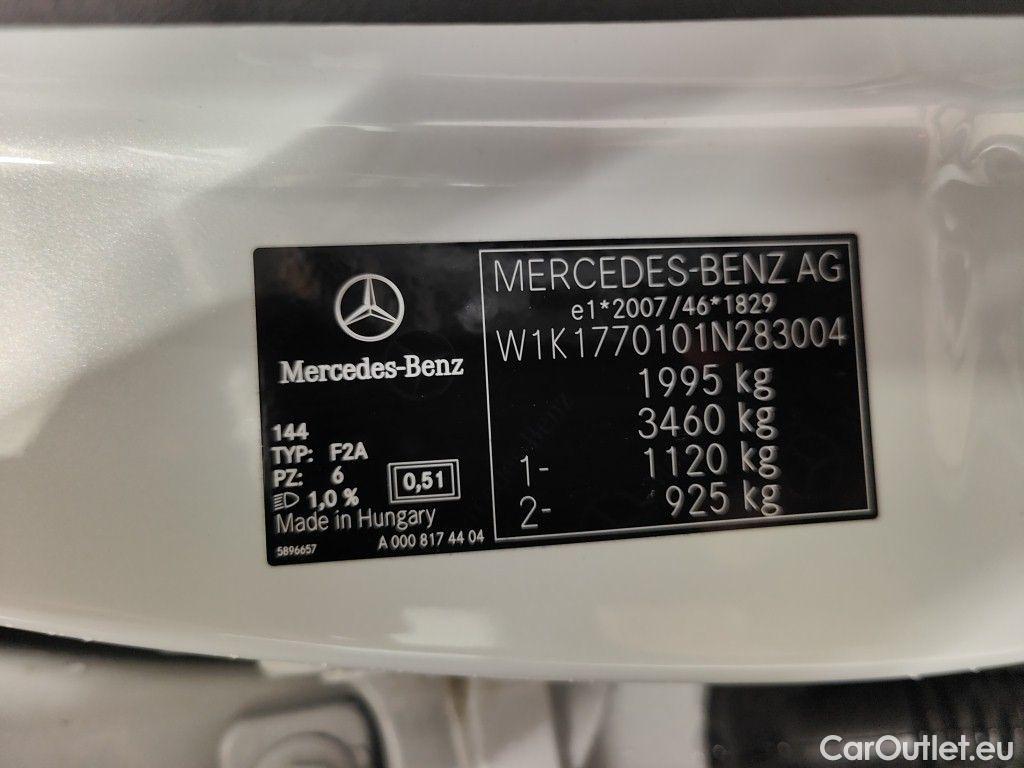 Mercedes-Benz
144
TYP: F2A
PZ: 6
1,0 %
0,51
Made in Hungary
5896657 A 000 817 44 04
MERCEDES-BENZ AG
e1*2007/46*1829
W1K1770101N283004
1995 kg
3460 kg
1- 1120 kg
2- 925 kg
CarOutlet.eu